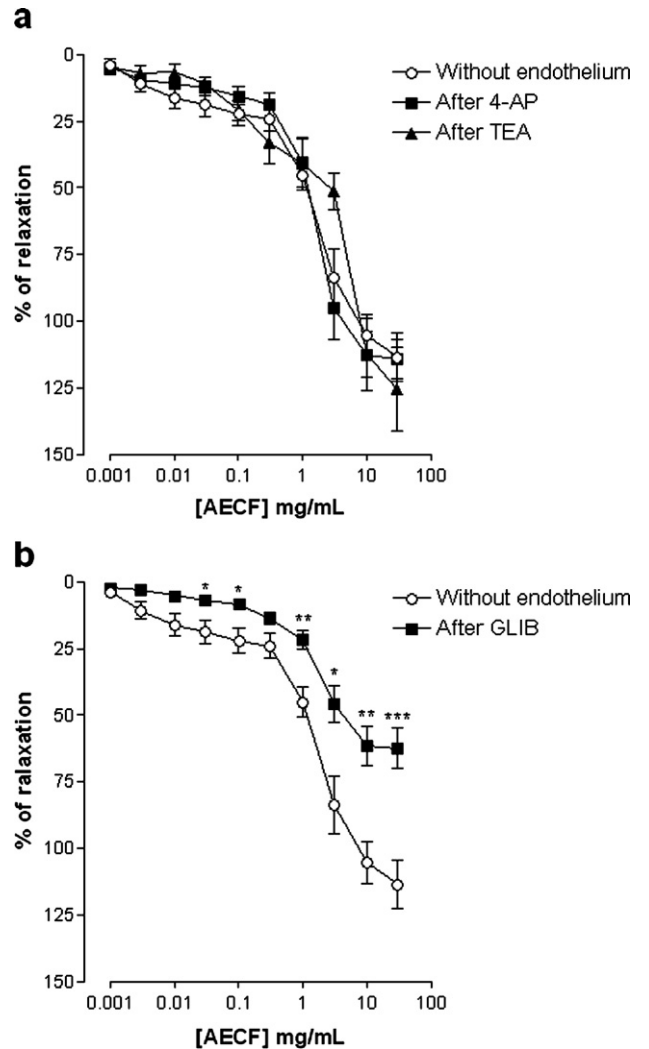 a
0
25
50
75
100
125
150
% of relaxation
Without endothelium
After 4-AP
After TEA
0.001 0.01 0.1 1 10 100
[AECF] mg/mL
b
0
25
50
75
100
125
150
% of ralaxation
Without endothelium
After GLIB
* * ** * ** ***
0.001 0.01 0.1 1 10 100
[AECF] mg/mL